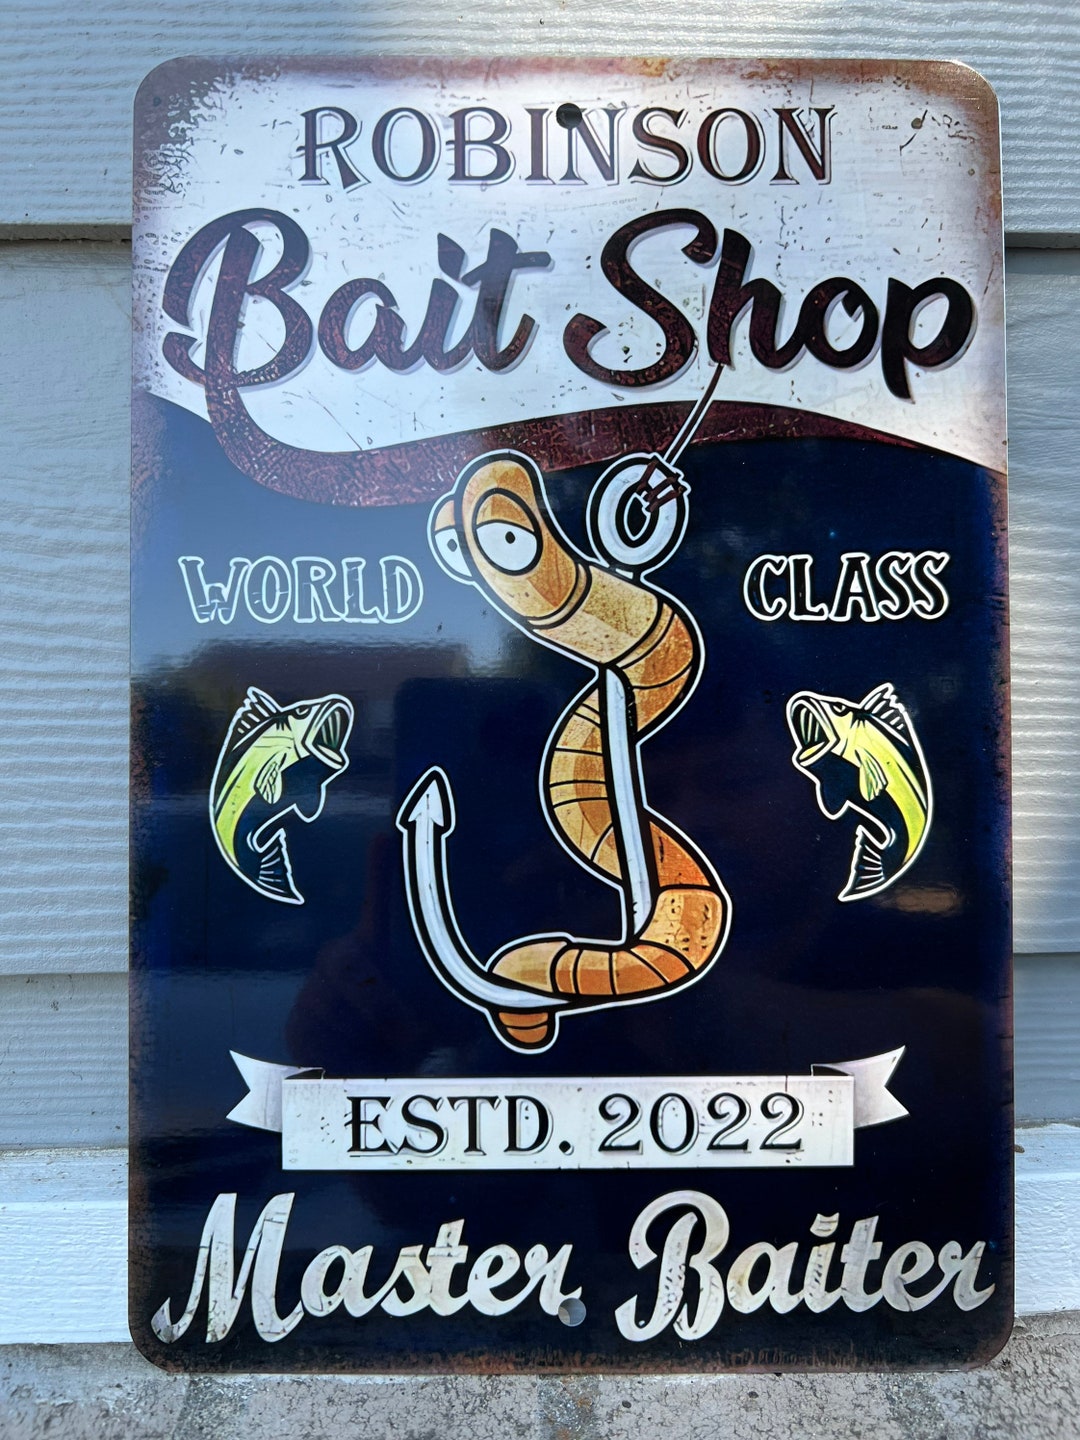 ROBINSON
Bait Shop
WORLD CLASS
ESTD. 2022
Master Baiter